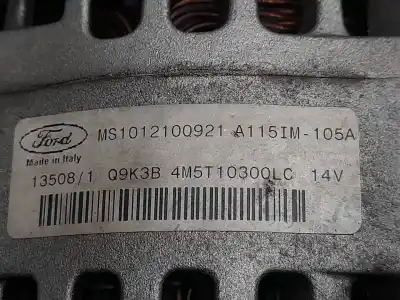 Ford MS1012100921 A115IM-105A
Made in Italy
13508/1 Q9K3B 4M5T10300LC 14V